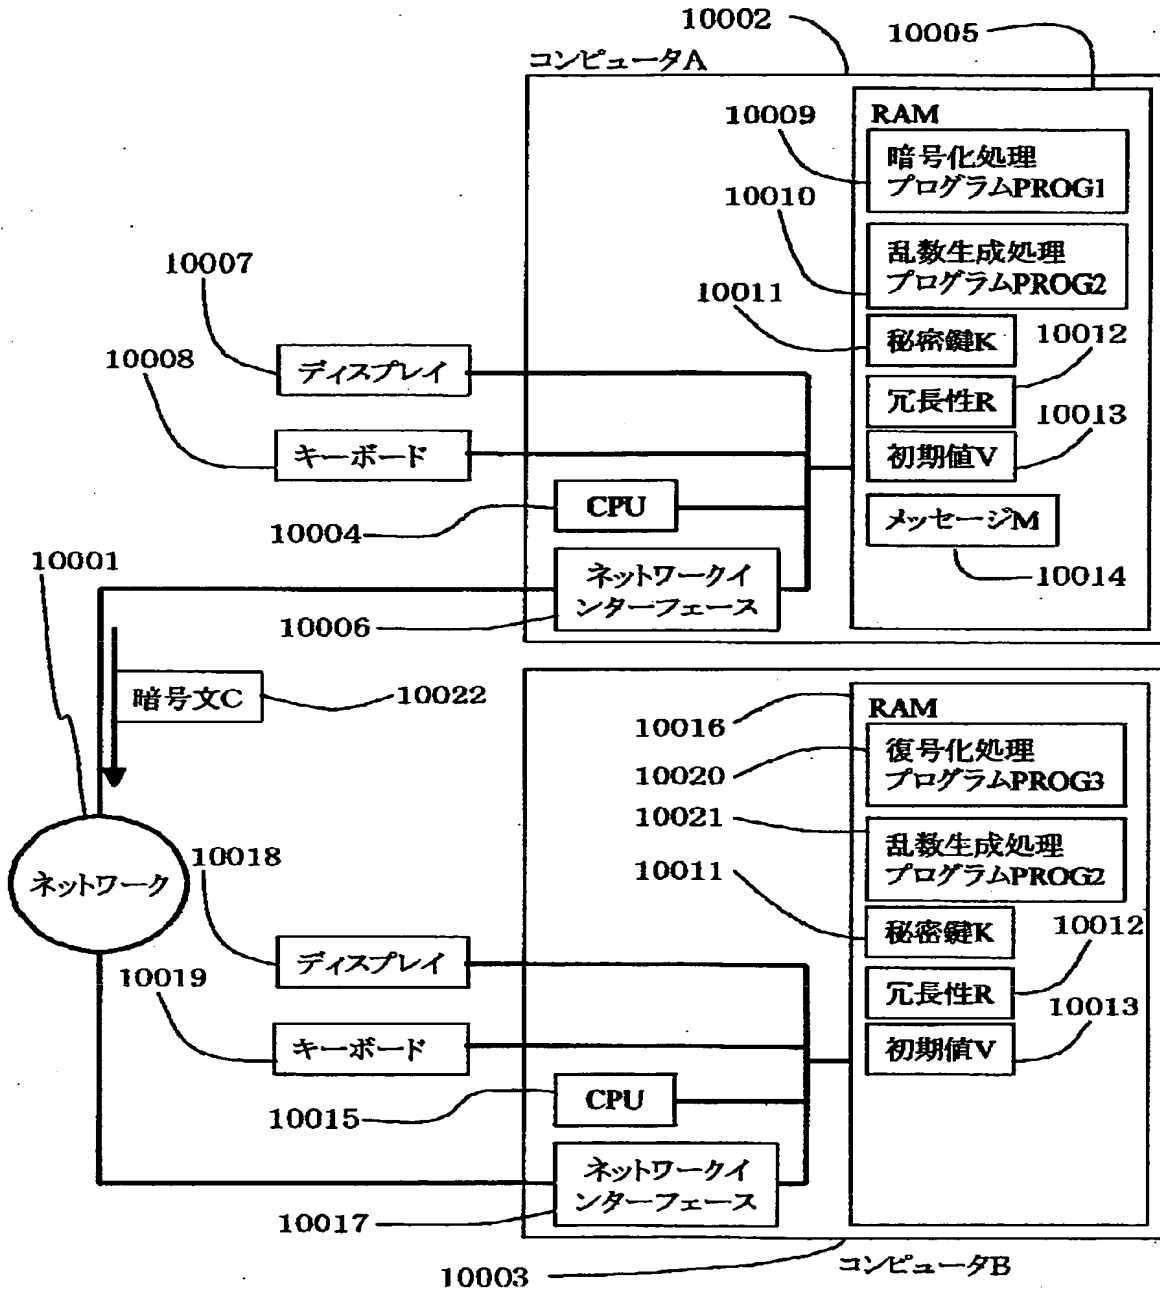 10002
10005
コンピュータA
10009
RAM
暗号化処理
プログラムPROG1
10010
乱数生成処理
プログラムPROG2
10007
10011
秘密鍵K
10012
10008
ディスプレイ
冗長性R
10013
キーボード
初期値V
CPU
10004
メッセージM
10001
ネットワークイ
ンターフェース
10014
10006
暗号文C
10022
10016
RAM
復号化処理
プログラムPROG3
10020
10021
乱数生成処理
プログラムPROG2
10018
10011
ネットワーク
秘密鍵K
10012
10019
ディスプレイ
冗長性R
10013
キーボード
初期値V
CPU
10015
ネットワークイ
ンターフェース
10017
10003
コンピュータB